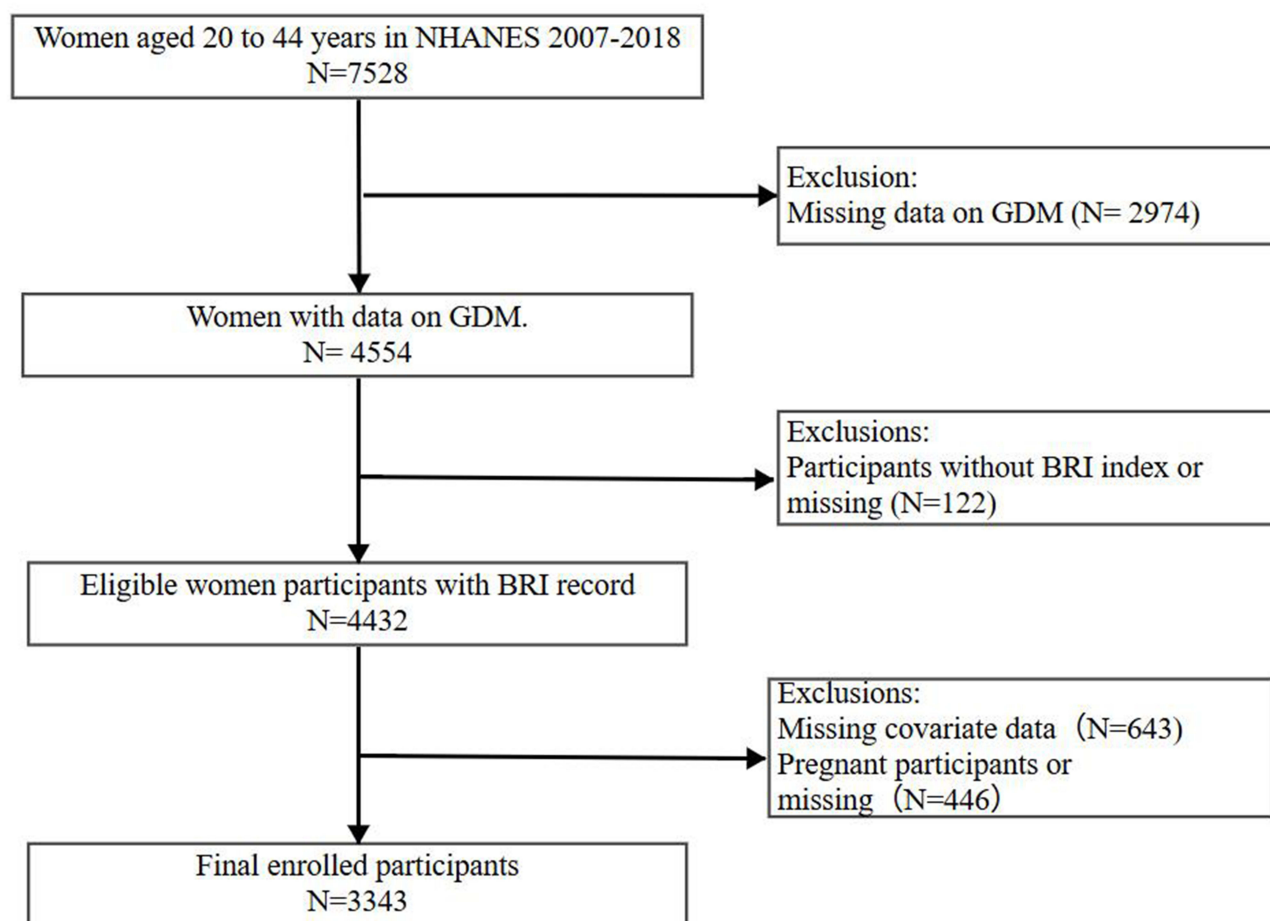 Women aged 20 to 44 years in NHANES 2007-2018
N=7528
Exclusion:
Missing data on GDM (N= 2974)
Women with data on GDM.
N= 4554
Exclusions:
Participants without BRI index or
missing (N=122)
Eligible women participants with BRI record
N=4432
Exclusions:
Missing covariate data（N=643)
Pregnant participants or
missing（N=446）
Final enrolled participants
N=3343